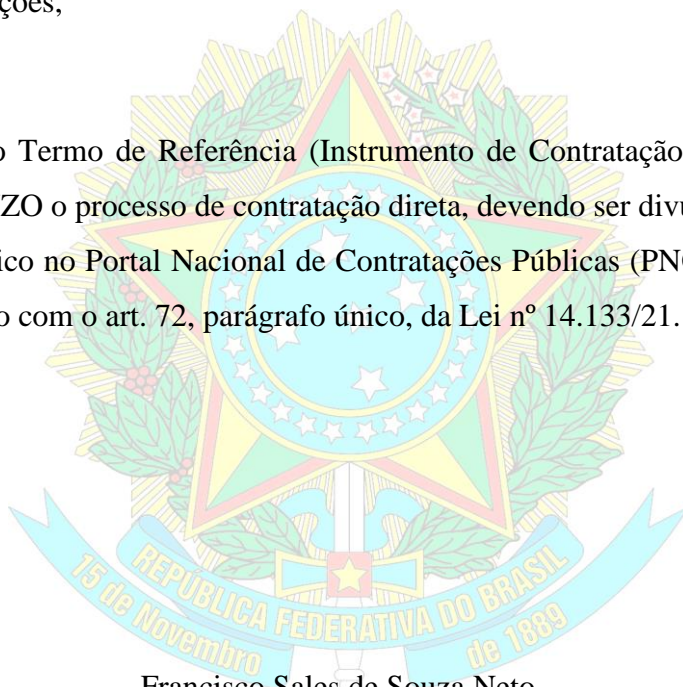 ções,
o Termo de Referência (Instrumento de Contratação
ZO o processo de contratação direta, devendo ser divu
ico no Portal Nacional de Contratações Públicas (PN
o com o art. 72, parágrafo único, da Lei nº 14.133/21.
REPÚBLICA FEDERATIVA DO BRASIL
15 de Novembro
de 1889
Francisco Sales de Souza Neto